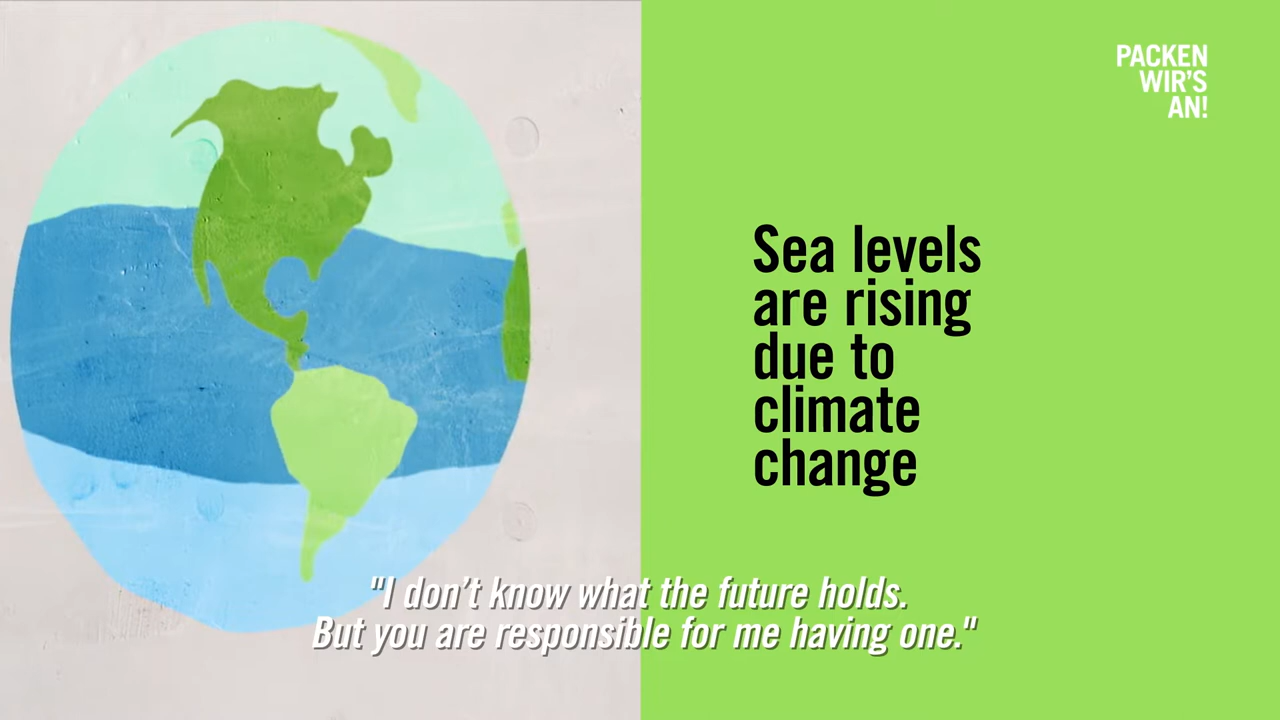 PACKEN
WIR'S
AN!
Sea levels
are rising
due to
climate
change
"I don't know what the future holds.
But you are responsible for me having one."